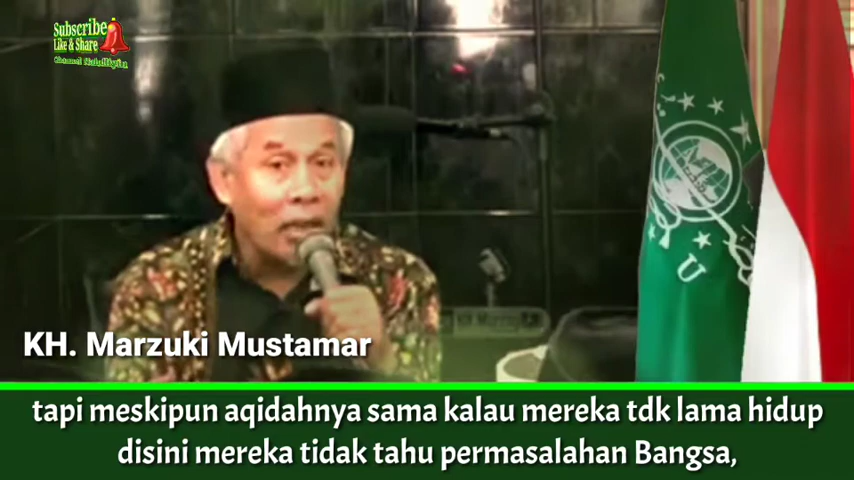 Subscribe
Like & Share
KH. Marzuki Mustamar
tapi meskipun aqidahnya sama kalau mereka tdk lama hidup
disini mereka tidak tahu permasalahan Bangsa,